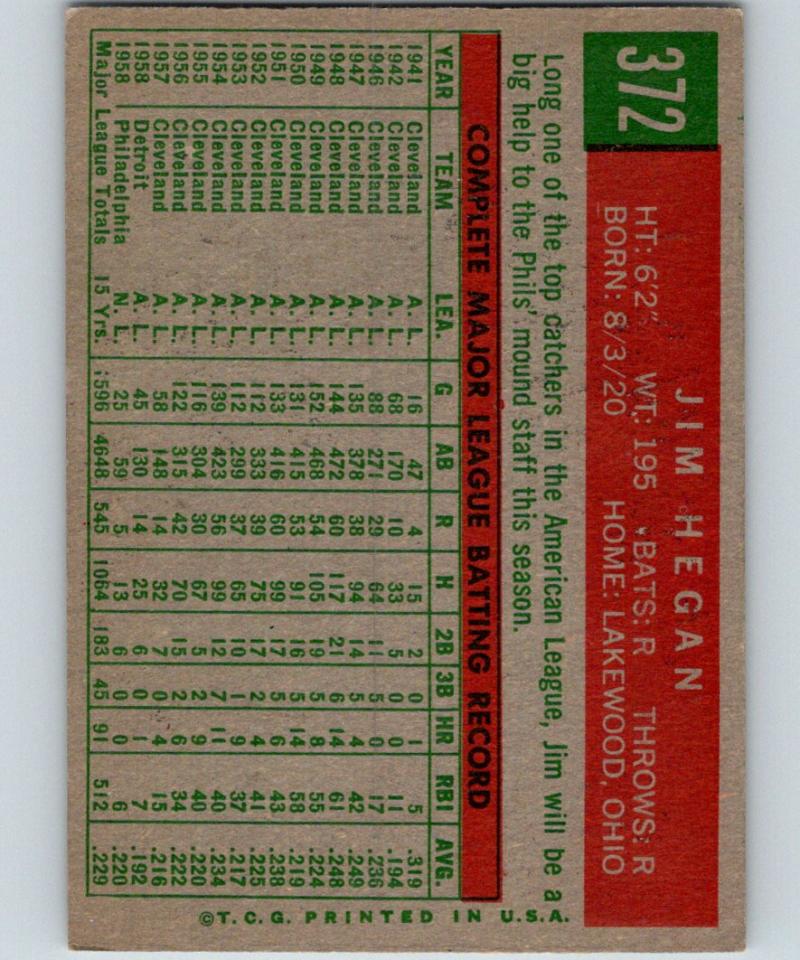 372
JIM HEGAN
HT: 6'2" WT: 195 BATS: R THROWS: R
BORN: 8/3/20 HOME: LAKEWOOD, OHIO
Long one of the top catchers in the American League, Jim will be a
big help to the Phils' mound staff this season.
COMPLETE MAJOR LEAGUE BATTING RECORD
YEAR TEAM LEA. G AB R H 2B 3B HR RBI AVG.
1941 Cleveland A. L. 16 47 4 15 2 0 1 5 .319
1942 Cleveland A. L. 68 170 10 33 5 0 0 11 .194
1946 Cleveland A. L. 88 271 29 64 11 5 0 17 .236
1947 Cleveland A. L. 135 378 38 94 14 5 4 42 .249
1948 Cleveland A. L. 144 472 60 117 21 6 14 61 .248
1949 Cleveland A. L. 152 468 54 105 19 5 8 55 .224
1950 Cleveland A. L. 131 415 53 91 16 5 14 58 .219
1951 Cleveland A. L. 133 416 60 99 17 5 6 43 .238
1952 Cleveland A. L. 112 333 39 75 17 2 4 41 .225
1953 Cleveland A. L. 112 299 37 65 10 1 9 37 .217
1954 Cleveland A. L. 139 423 56 99 12 7 11 40 .234
1955 Cleveland A. L. 116 304 30 67 5 2 9 40 .220
1956 Cleveland A. L. 122 315 42 70 15 2 6 34 .222
1957 Cleveland A. L. 58 148 14 32 7 0 4 15 .216
1958 Detroit A. L. 45 130 14 25 6 0 1 7 .192
1958 Philadelphia N. L. 25 59 5 13 6 0 0 6 .220
Major League Totals 15 Yrs. 1596 4648 545 1064 183 45 91 512 .229
©T.C.G. PRINTED IN U.S.A.